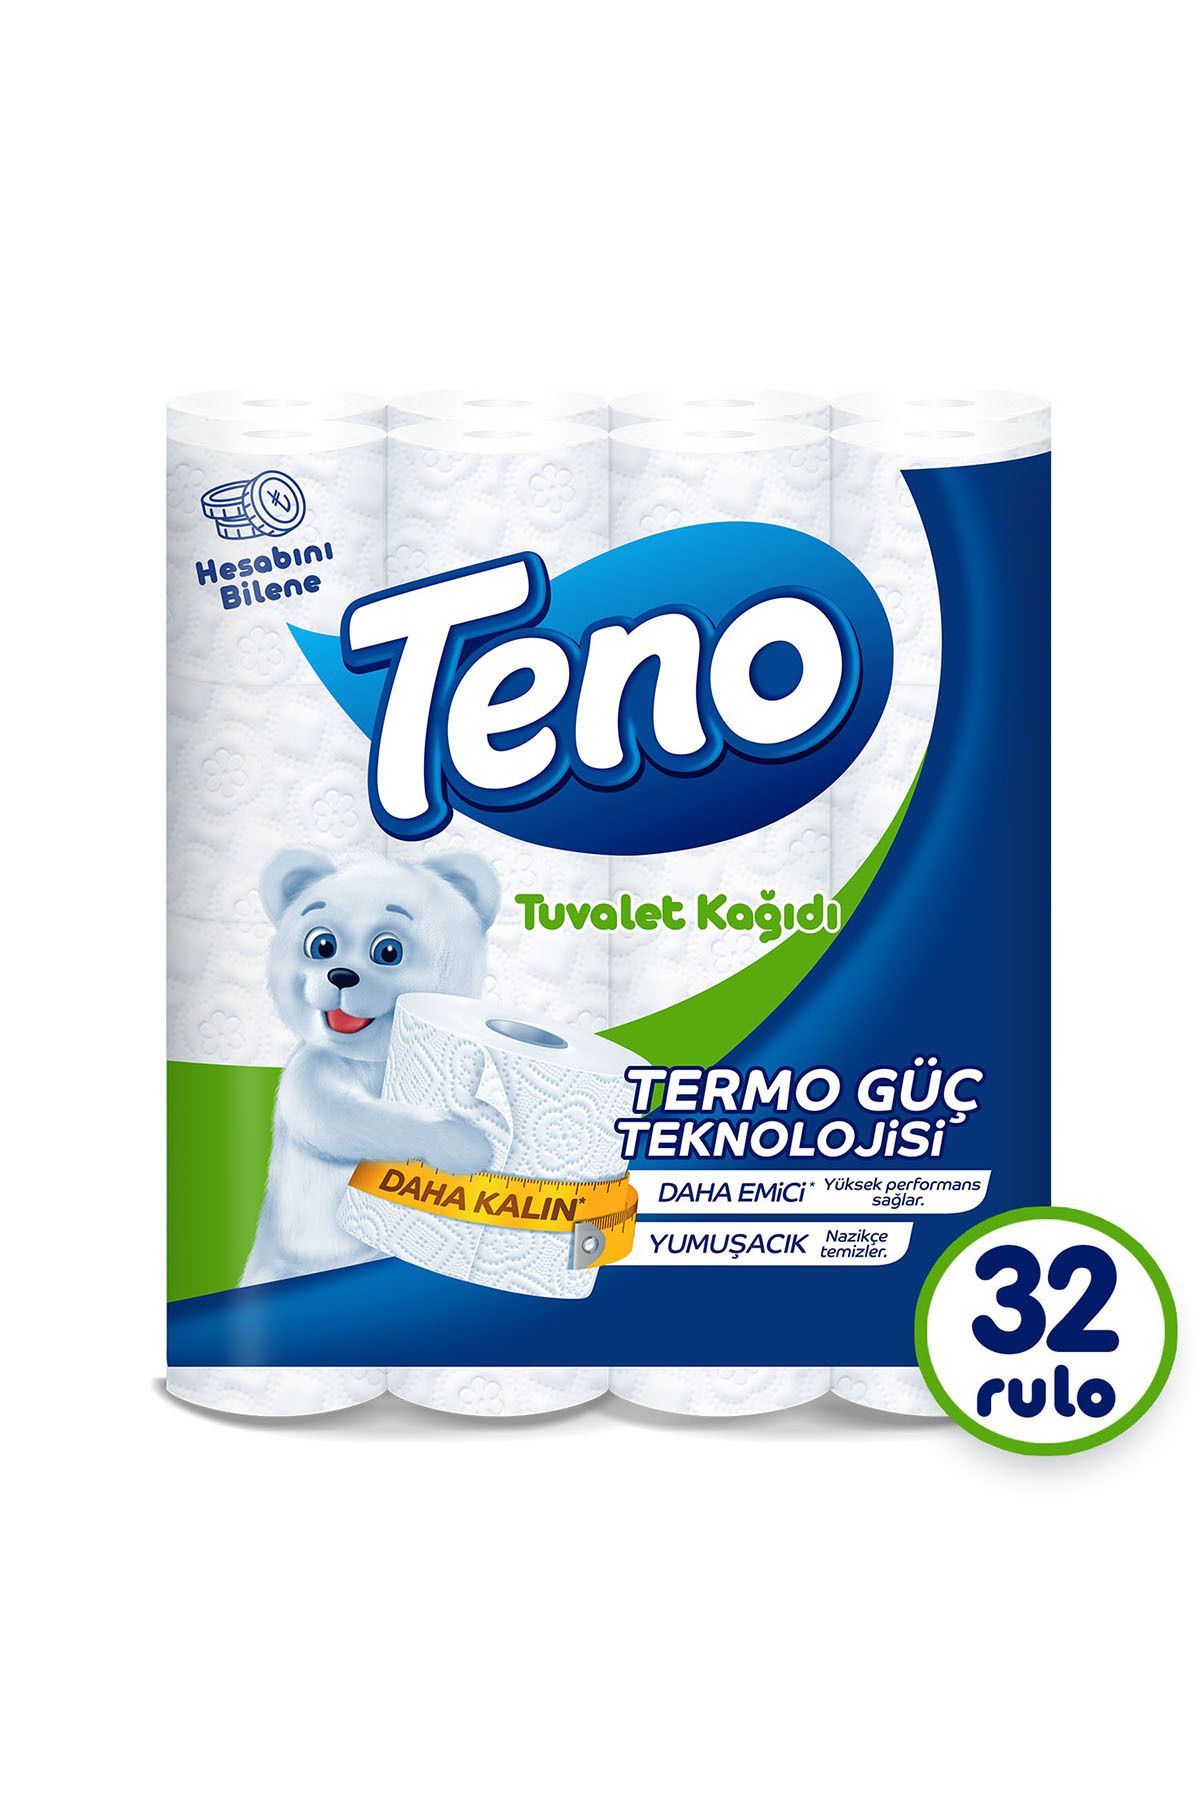 Hesabını
Bilene
Teno
Tuvalet Kağıdı
TERMO GÜÇ
TEKNOLOJİSİ
DAHA KALIN*
DAHA EMİCİ* Yüksek performans
sağlar.
YUMUŞACIK Nazikçe
temizler.
32
rulo